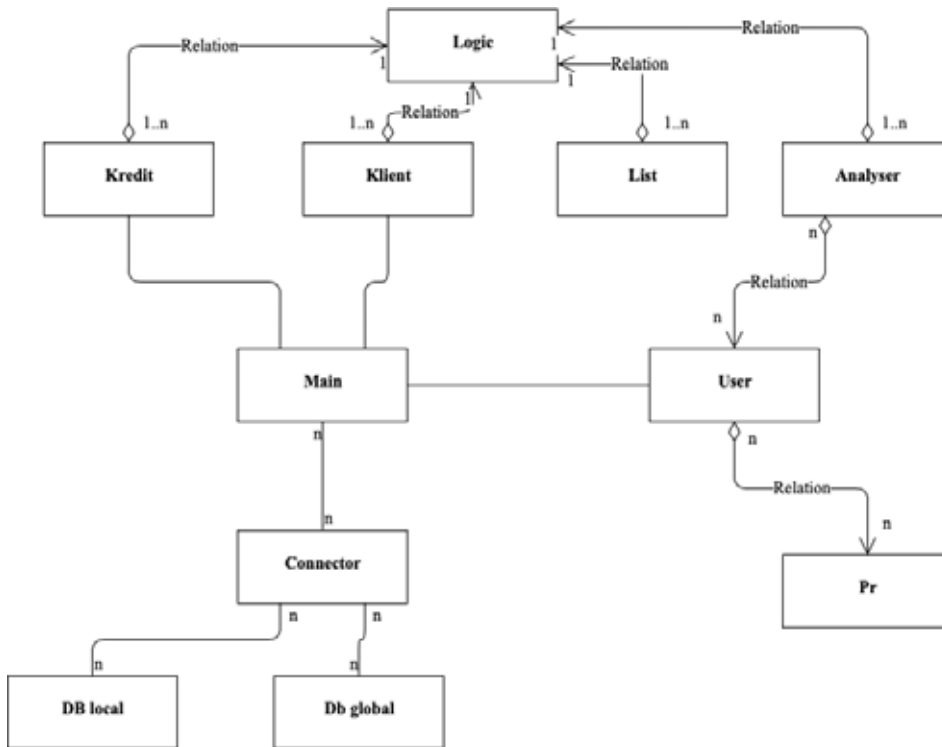 Logic
Relation
Relation
1
1
Relation
1
1
Relation
1..n
1..n
1..n
1..n
Kredit
Klient
List
Analyser
n
Relation
n
Main
User
n
n
Relation
n
n
Connector
Pr
n
n
n
n
DB local
Db global